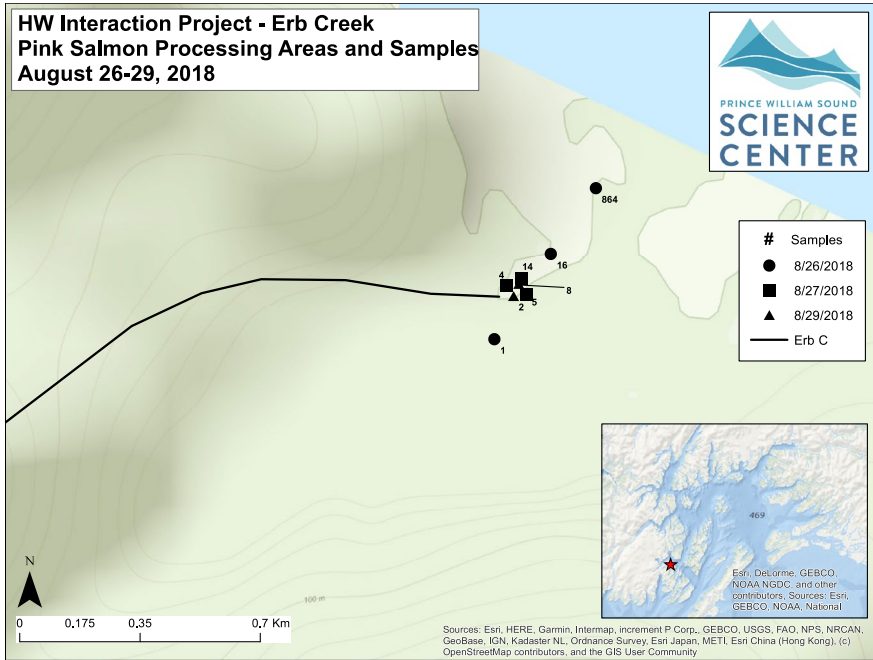 HW Interaction Project - Erb Creek
Pink Salmon Processing Areas and Samples
August 26-29, 2018
PRINCE WILLIAM SOUND
SCIENCE
CENTER
864
16
14
4
8
5
2
1
# Samples
8/26/2018
8/27/2018
8/29/2018
Erb C
469
Esri, DeLorme, GEBCO,
NOAA NGDC, and other
contributors, Sources: Esri,
GEBCO, NOAA, National
N
100 m
0 0.175 0.35 0.7 Km
Sources: Esri, HERE, Garmin, Intermap, increment P Corp., GEBCO, USGS, FAO, NPS, NRCAN,
GeoBase, IGN, Kadaster NL, Ordnance Survey, Esri Japan, METI, Esri China (Hong Kong), (c)
OpenStreetMap contributors, and the GIS User Community